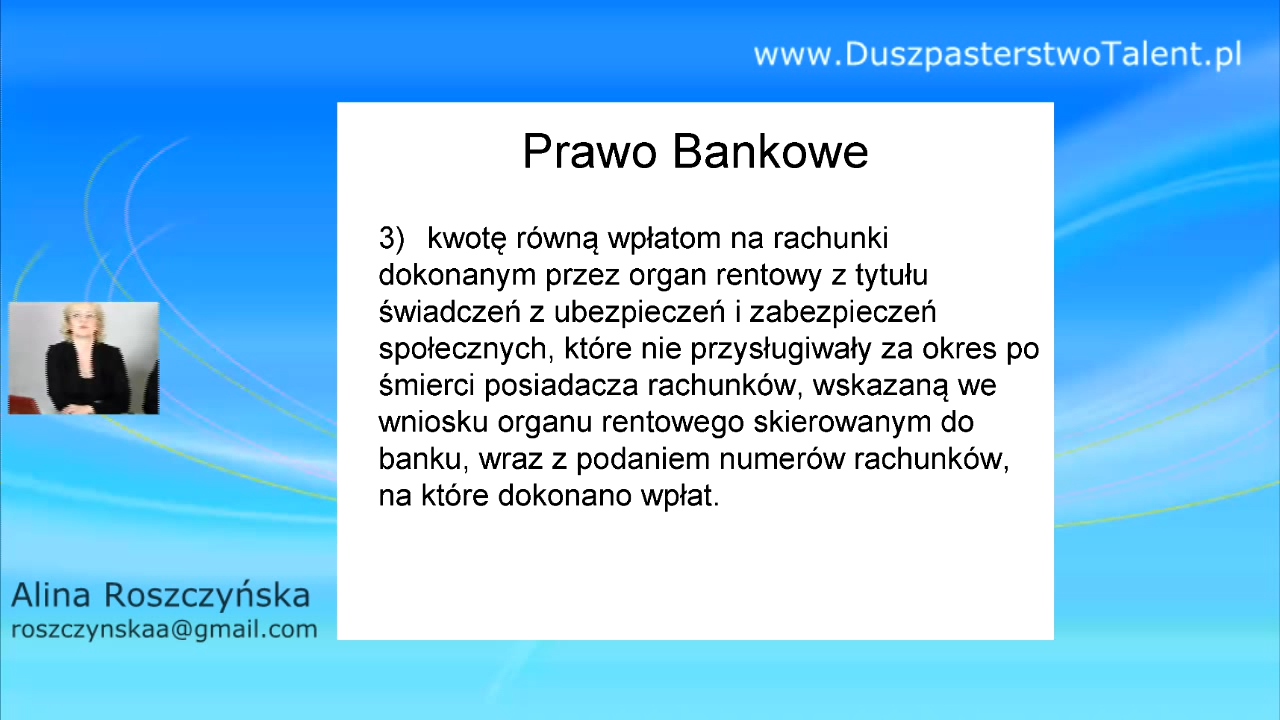 www.DuszpasterstwoTalent.pl
Prawo Bankowe
3) kwotę równą wpłatom na rachunki
dokonanym przez organ rentowy z tytułu
świadczeń z ubezpieczeń i zabezpieczeń
społecznych, które nie przysługiwały za okres po
śmierci posiadacza rachunków, wskazaną we
wniosku organu rentowego skierowanym do
banku, wraz z podaniem numerów rachunków,
na które dokonano wpłat.
Alina Roszczyńska
roszczynskaa@gmail.com